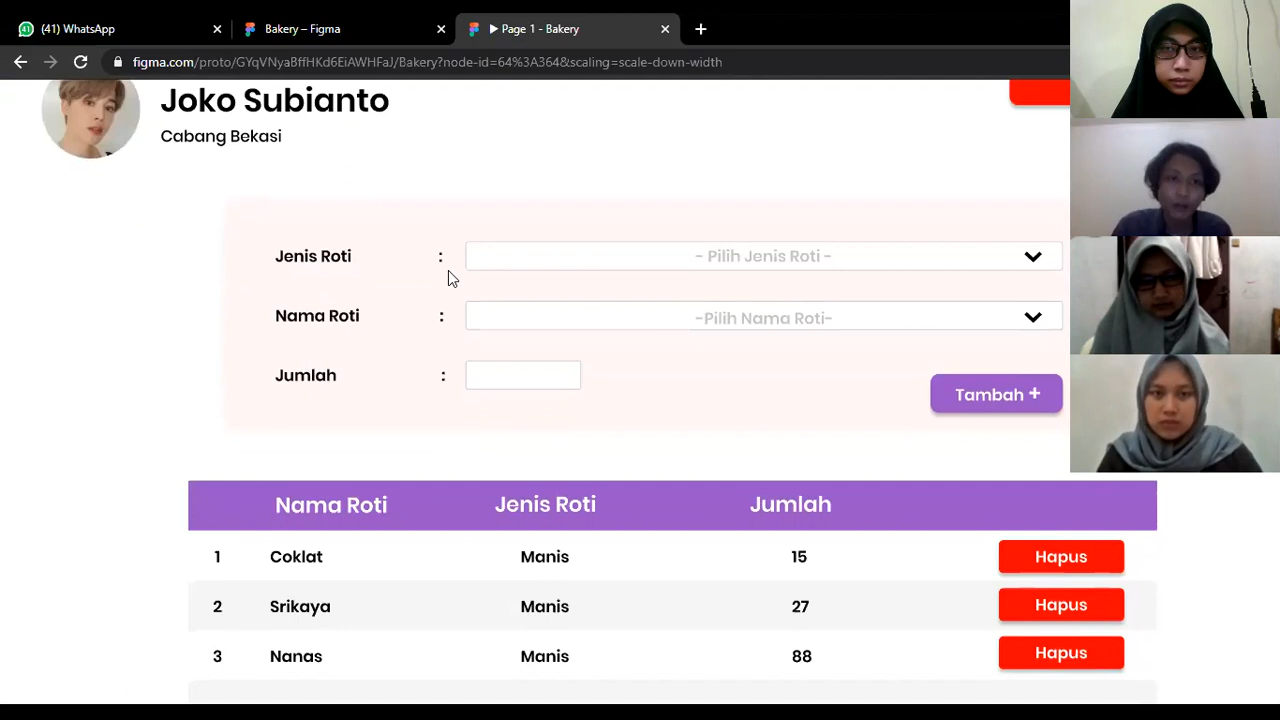 41
(41) WhatsApp
Bakery – Figma
Page 1 - Bakery
figma.com/proto/GYqVNyaBffHKd6EiAWHFaJ/Bakery?node-id=64%3A364&scaling=scale-down-width
Joko Subianto
Cabang Bekasi
Jenis Roti : - Pilih Jenis Roti -
Nama Roti : -Pilih Nama Roti-
Jumlah :
Tambah +
Nama Roti Jenis Roti Jumlah
1 Coklat Manis 15 Hapus
2 Srikaya Manis 27 Hapus
3 Nanas Manis 88 Hapus